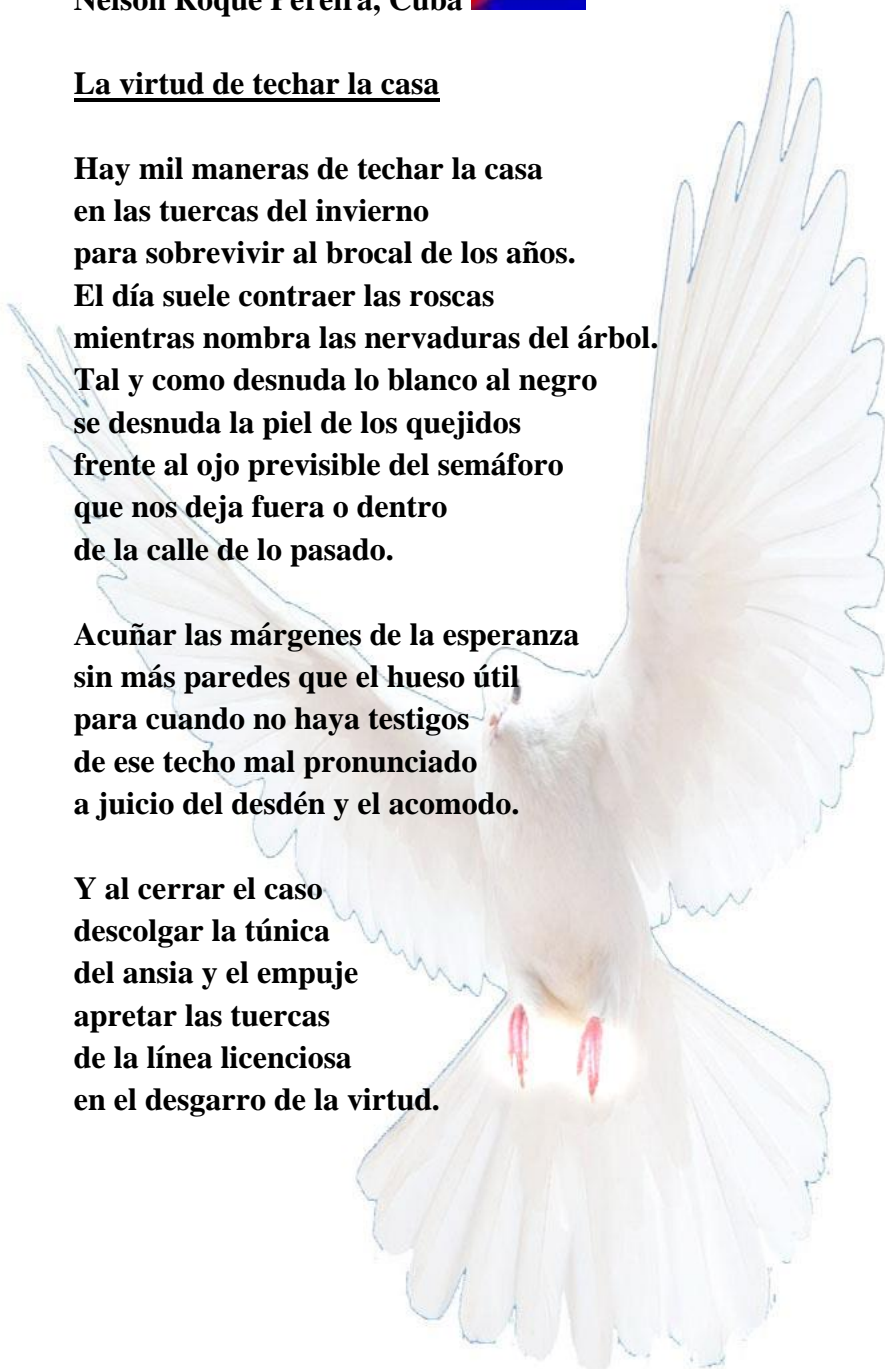 Nelson Roque Pereira, Cuba
La virtud de techar la casa
Hay mil maneras de techar la casa
en las tuercas del invierno
para sobrevivir al brocal de los años.
El día suele contraer las roscas
mientras nombra las nervaduras del árbol.
Tal y como desnuda lo blanco al negro
se desnuda la piel de los quejidos
frente al ojo previsible del semáforo
que nos deja fuera o dentro
de la calle de lo pasado.
Acuñar las márgenes de la esperanza
sin más paredes que el hueso útil
para cuando no haya testigos
de ese techo mal pronunciado
a juicio del desdén y el acomodo.
Y al cerrar el caso
descolgar la túnica
del ansia y el empuje
apretar las tuercas
de la línea licenciosa
en el desgarro de la virtud.